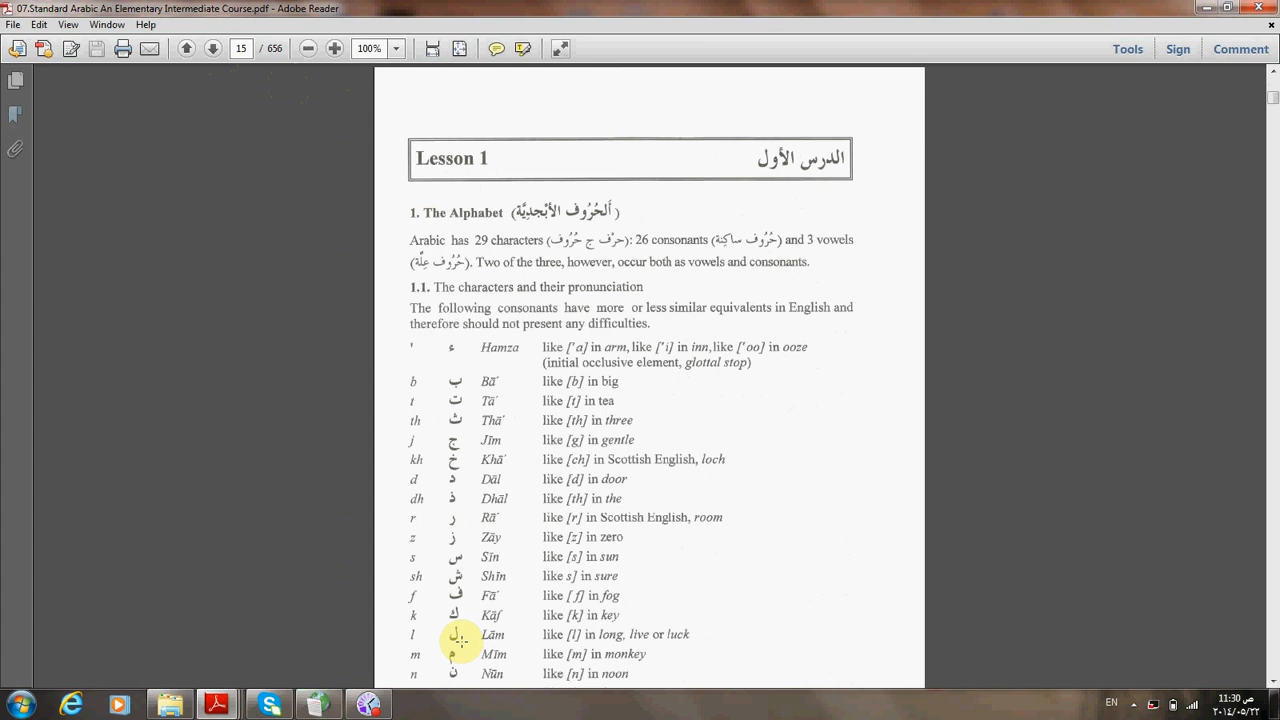 07.Standard Arabic An Elementary Intermediate Course.pdf - Adobe Reader
File Edit View Window Help
15 / 656 100% Tools Sign Comment
Lesson 1 الدرس الأول
1. The Alphabet (أَلحُرُوف الأبْجدِيَّة)
Arabic has 29 characters (حرْف ج حُرُوف): 26 consonants (حُرُوف ساكِنة) and 3 vowels
(حُرُوف عِلَّة). Two of the three, however, occur both as vowels and consonants.
1.1. The characters and their pronunciation
The following consonants have more or less similar equivalents in English and
therefore should not present any difficulties.
' ء Hamza like ['a] in arm, like ['i] in inn, like ['oo] in ooze
(initial occlusive element, glottal stop)
b ب Bā' like [b] in big
t ت Tā' like [t] in tea
th ث Thā' like [th] in three
j ج Jīm like [g] in gentle
kh خ Khā' like [ch] in Scottish English, loch
d د Dāl like [d] in door
dh ذ Dhāl like [th] in the
r ر Rā' like [r] in Scottish English, room
z ز Zāy like [z] in zero
s س Sīn like [s] in sun
sh ش Shīn like s] in sure
f ف Fā' like [ f] in fog
k ك Kāf like [k] in key
l ل Lām like [l] in long, live or luck
m م Mīm like [m] in monkey
n ن Nūn like [n] in noon
EN 11:30 ص
٢٠١٤/٠٥/٢٢